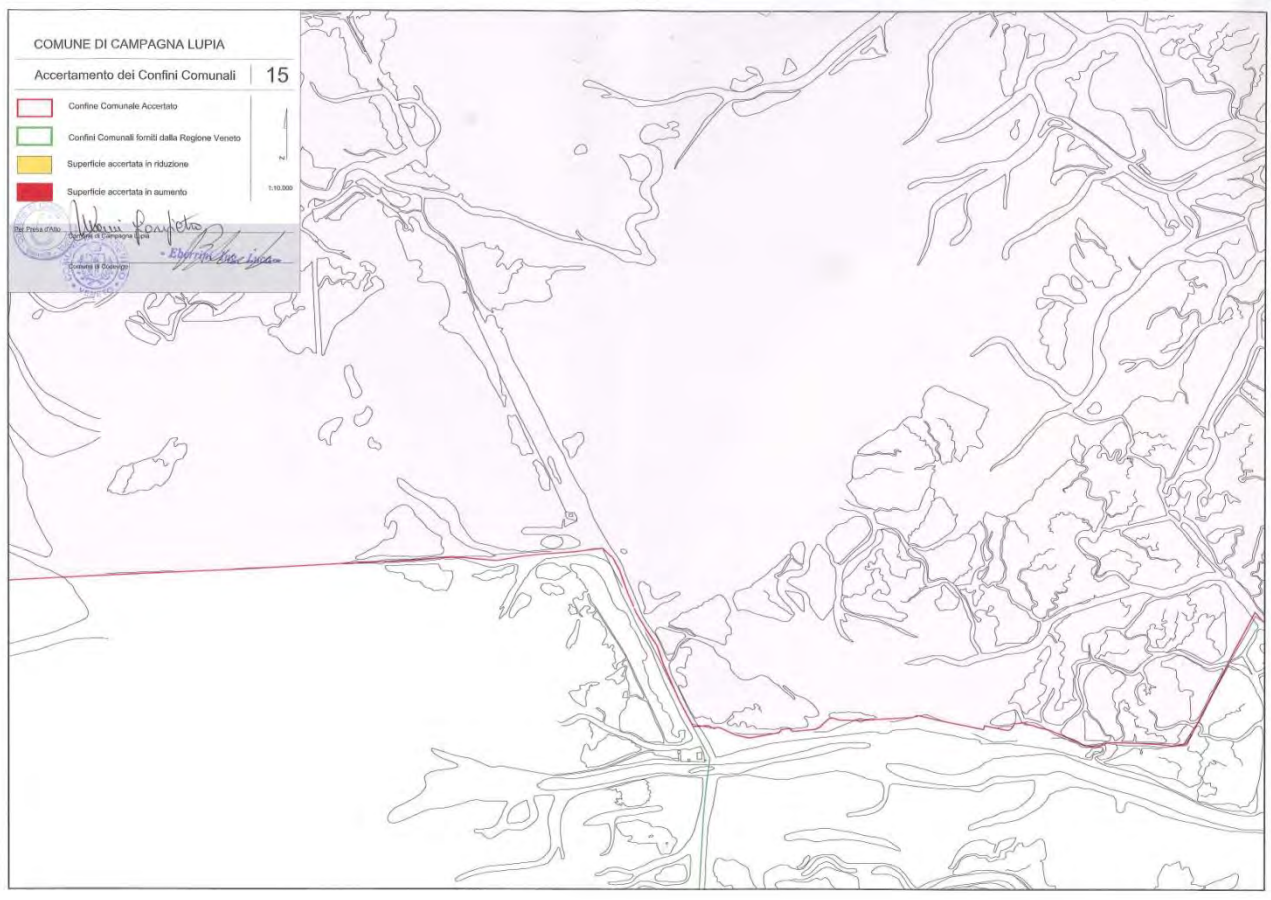 COMUNE DI CAMPAGNA LUPIA
Accertamento dei Confini Comunali 15
Confine Comunale Accertato
Confini Comunali forniti dalla Regione Veneto
N
Superficie accertata in riduzione
Superficie accertata in aumento
1:10.000
Per Presa d'Atto
Comune di Campagna Lupia
Comune di Codevigo